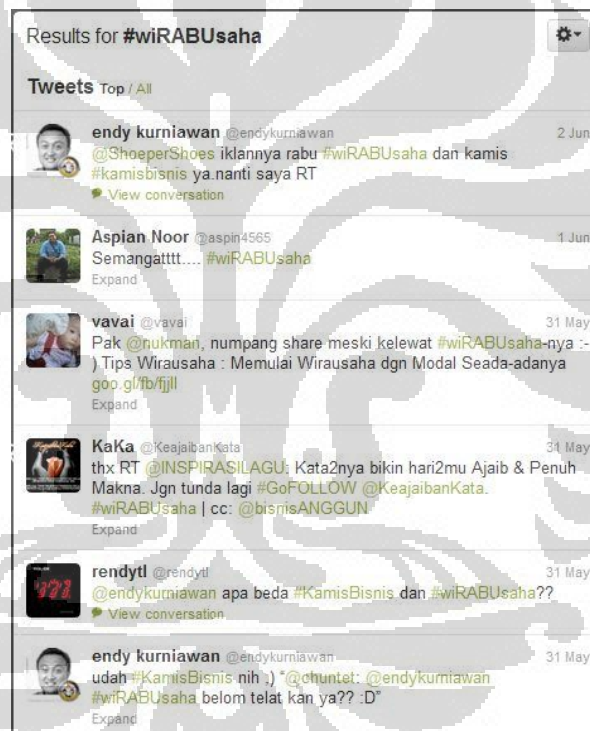 Results for #wiRABUsaha
Tweets Top / All
endy kurniawan @endykurniawan 2 Jun
@ShoeperShoes iklannya rabu #wiRABUsaha dan kamis
#kamisbisnis ya.nanti saya RT
View conversation
Aspian Noor @aspin4565 1 Jun
Semangatttt.... #wiRABUsaha
Expand
vavai @vavai 31 May
Pak @nukman, numpang share meski kelewat #wiRABUsaha-nya :-
) Tips Wirausaha : Memulai Wirausaha dgn Modal Seada-adanya
goo.gl/fb/fjjll
Expand
KaKa @KeajaibanKata 31 May
thx RT @INSPIRASILAGU: Kata2nya bikin hari2mu Ajaib & Penuh
Makna. Jgn tunda lagi #GoFOLLOW @KeajaibanKata.
#wiRABUsaha | cc: @bisnisANGGUN
Expand
rendytl @rendytl 31 May
@endykurniawan apa beda #KamisBisnis dan #wiRABUsaha??
View conversation
endy kurniawan @endykurniawan 31 May
udah #KamisBisnis nih ;) "@chuntet: @endykurniawan
#wiRABUsaha belom telat kan ya?? :D"
Expand